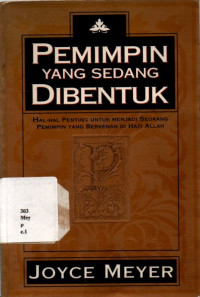 PEMIMPIN
YANG SEDANG
DIBENTUK
HAL-HAL PENTING UNTUK MENJADI SEORANG
PEMIMPIN YANG BERKENAN DI HATI ALLAH
303
Mey
p
c.1
JOYCE MEYER